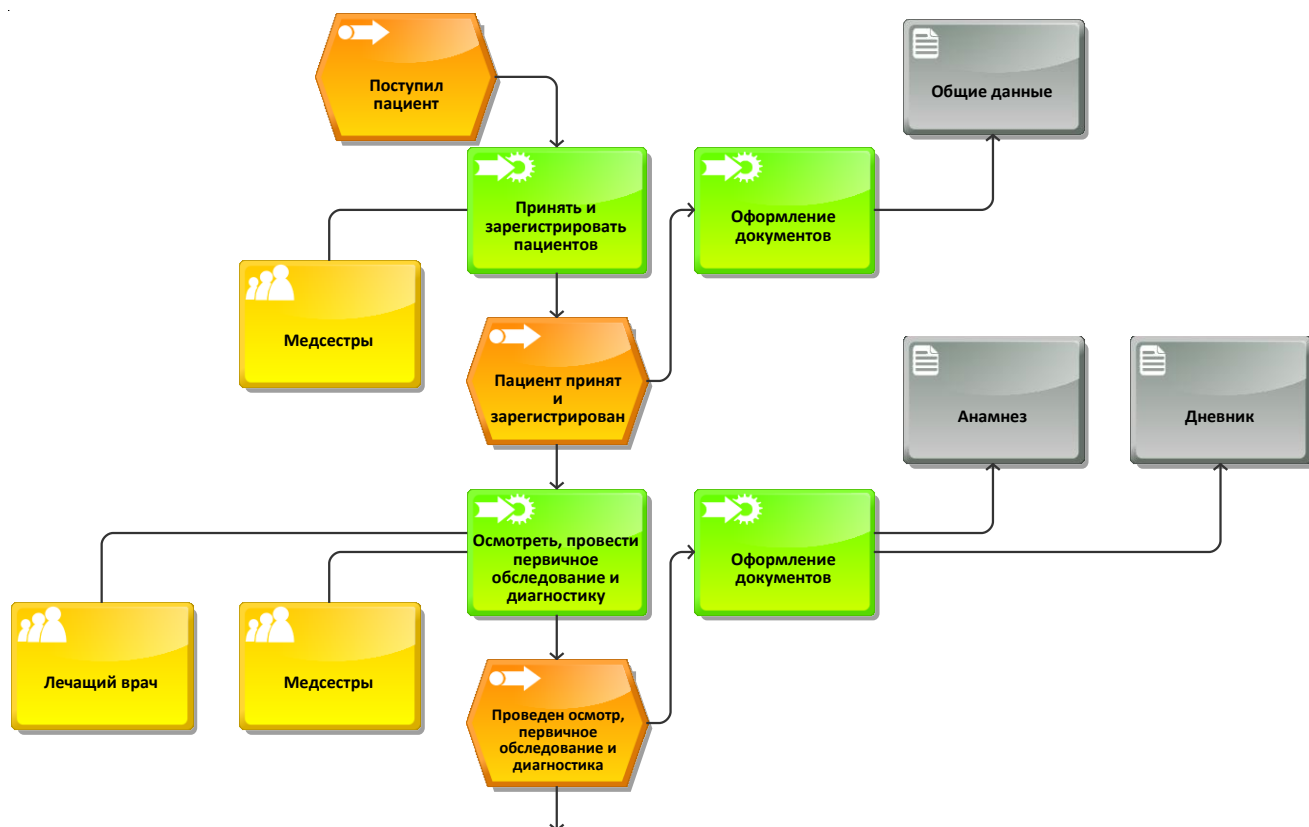 Поступил
пациент
Общие данные
Принять и
зарегистрировать
пациентов
Оформление
документов
Медсестры
Пациент принят
и
зарегистрирован
Анамнез
Дневник
Осмотреть, провести
первичное
обследование и
диагностику
Оформление
документов
Лечащий врач
Медсестры
Проведен осмотр,
первичное
обследование и
диагностика